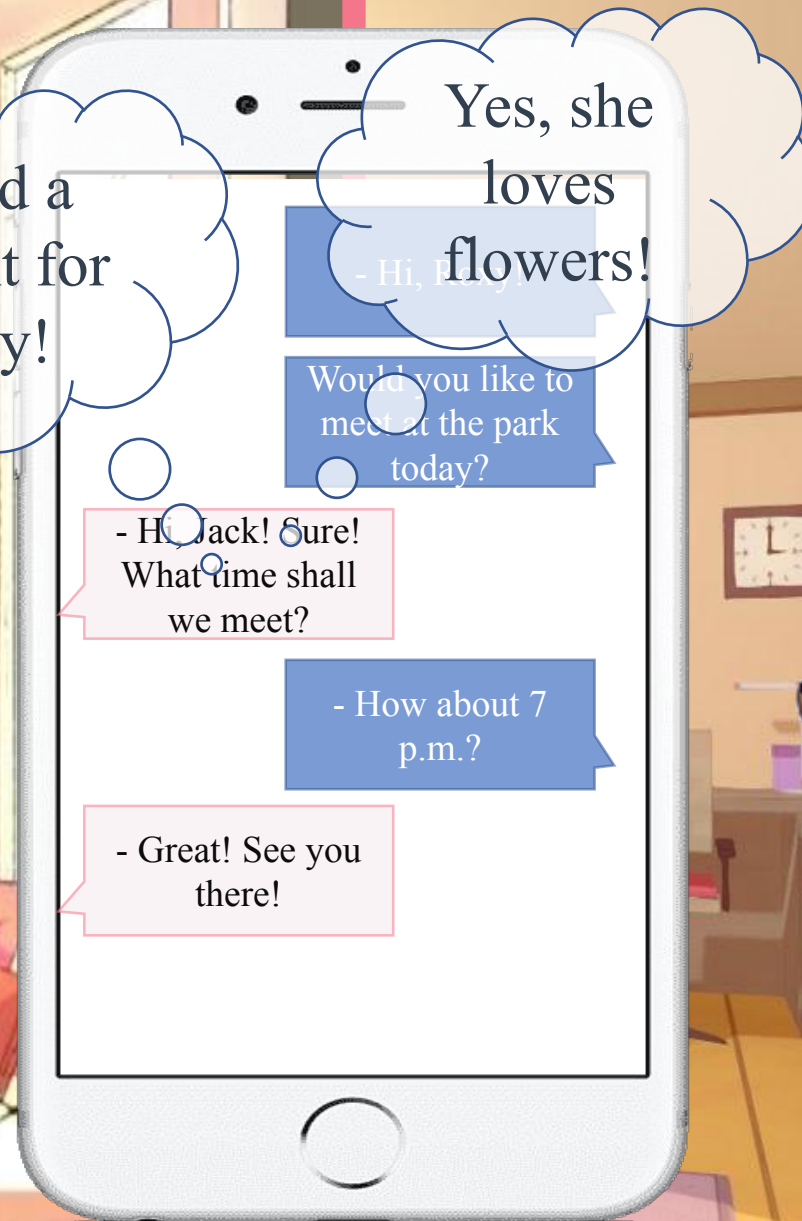 d a
t for
y!
Yes, she
loves
flowers!
- Hi, Roxy!
Would you like to
meet at the park
today?
- Hi, Jack! Sure!
What time shall
we meet?
- How about 7
p.m.?
- Great! See you
there!